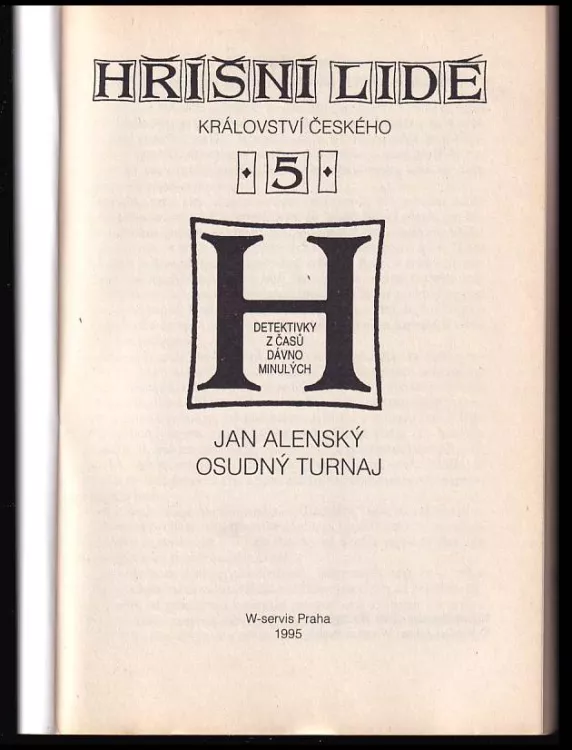 HŘÍŠNÍ LIDÉ
KRÁLOVSTVÍ ČESKÉHO
5
H
DETEKTIVKY
Z ČASŮ
DÁVNO
MINULÝCH
JAN ALENSKÝ
OSUDNÝ TURNAJ
W-servis Praha
1995